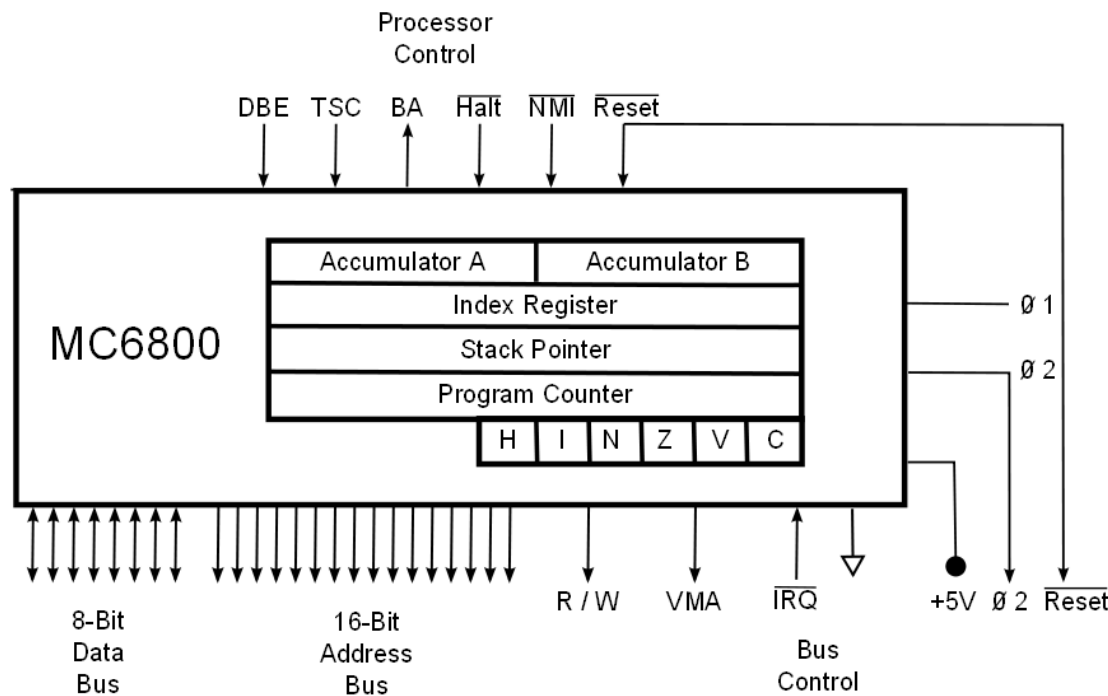 Processor
Control
DBE TSC BA Halt NMI Reset
Accumulator A Accumulator B
Index Register
Ø 1
MC6800
Stack Pointer
Ø 2
Program Counter
H I N Z V C
R / W VMA IRQ +5V Ø 2 Reset
8-Bit
Data
Bus
16-Bit
Address
Bus
Bus
Control